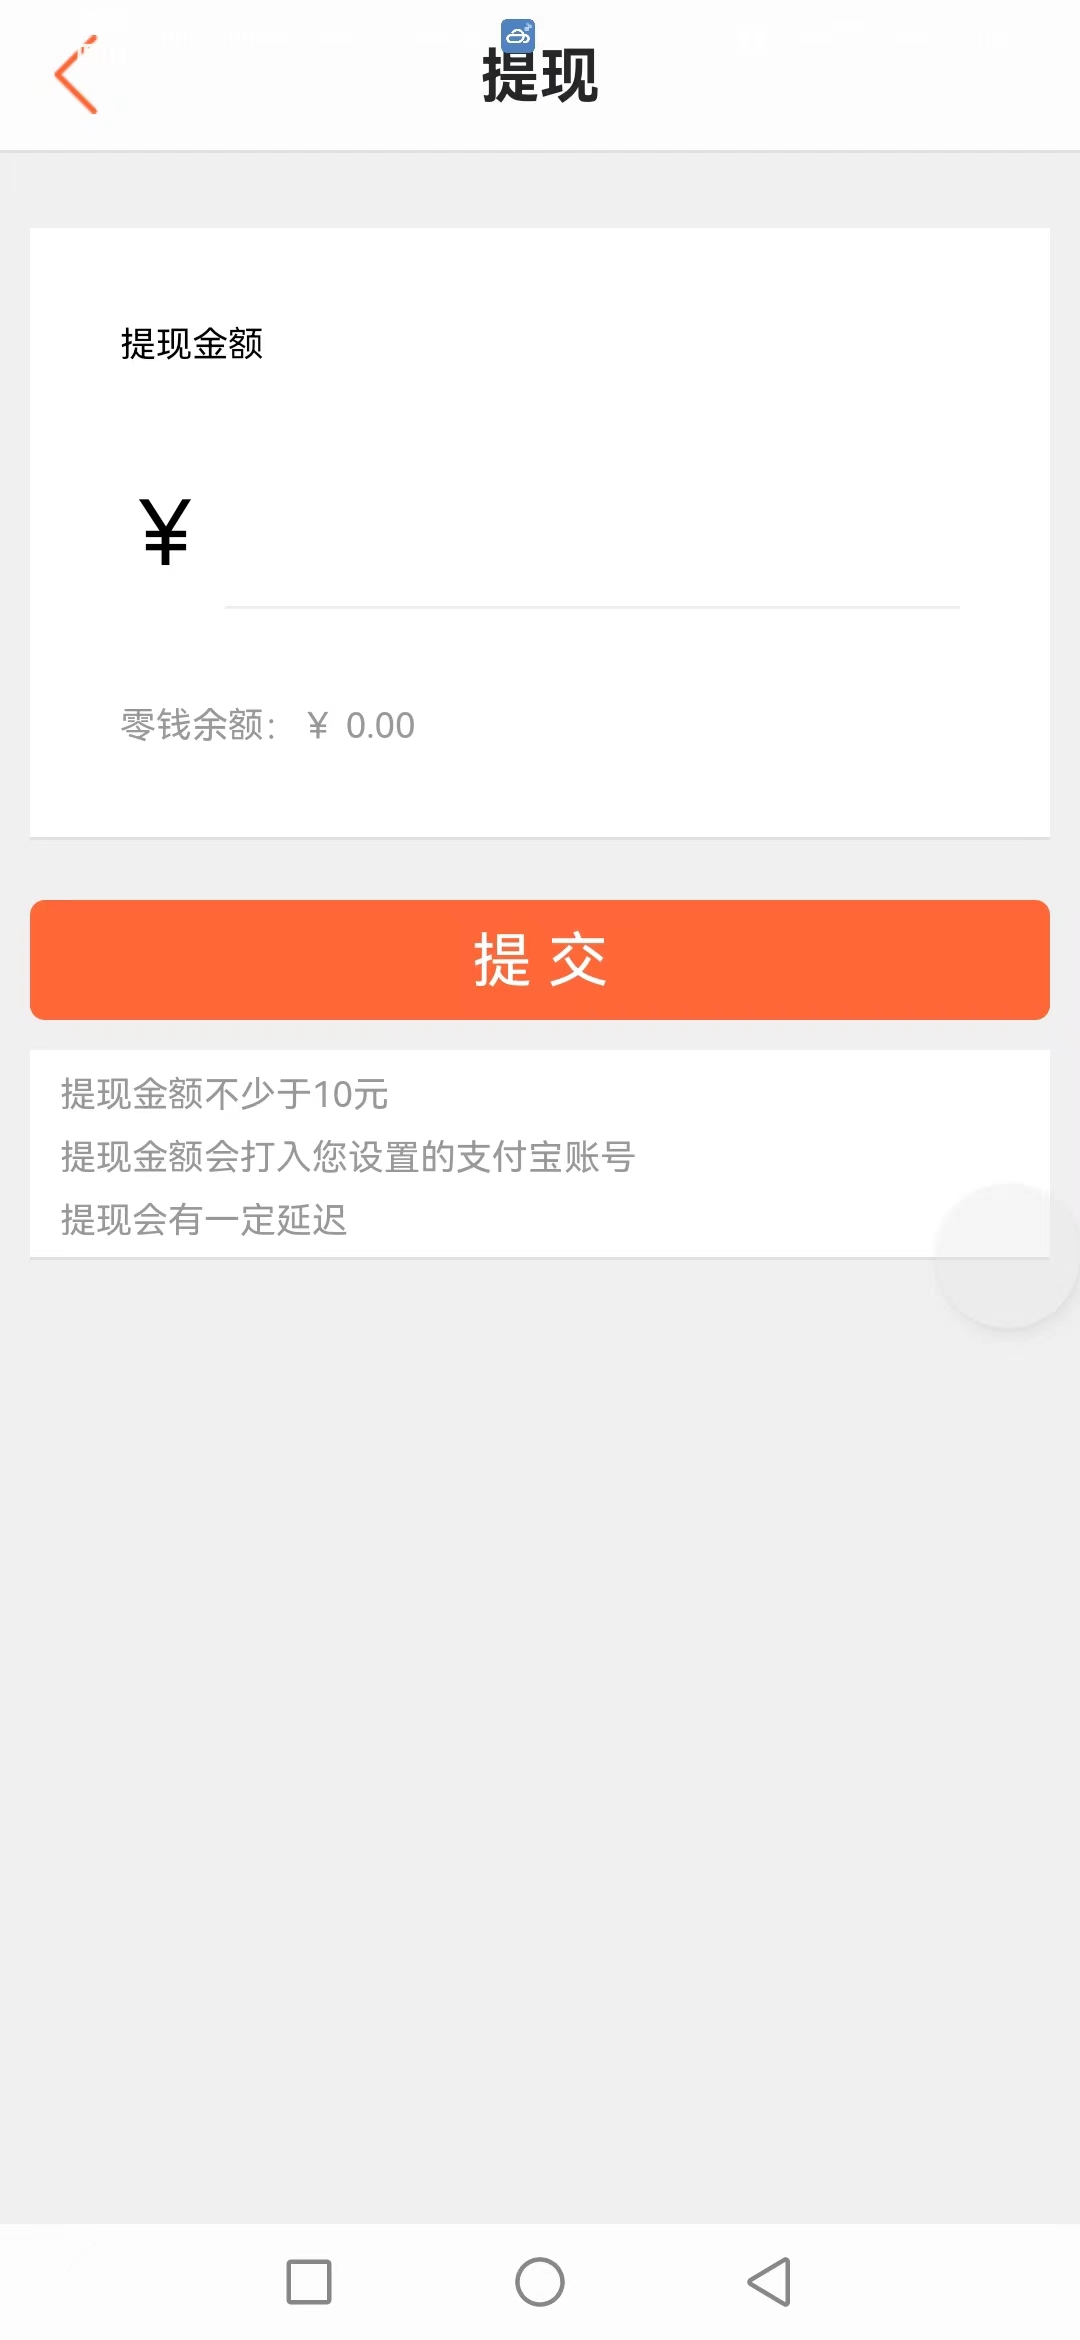 提现
提现金额
¥
零钱余额： ¥ 0.00
提 交
提现金额不少于10元
提现金额会打入您设置的支付宝账号
提现会有一定延迟